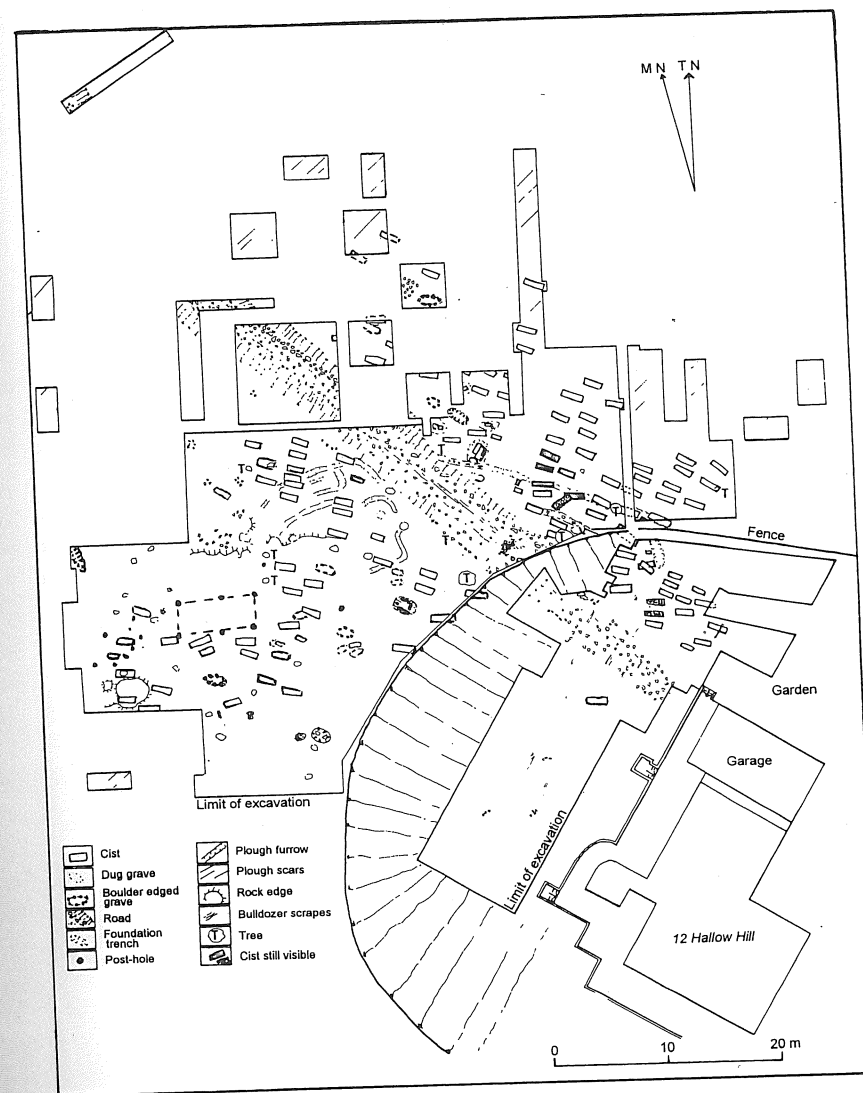 MN TN
T
T
T
T
T
T
T
T
T
T
T
Fence
Garden
Garage
Limit of excavation
Limit of excavation
12 Hallow Hill
Cist
Dug grave
Boulder edged
grave
Road
Foundation
trench
Post-hole
Plough furrow
Plough scars
Rock edge
Bulldozer scrapes
T Tree
Cist still visible
0 10 20 m